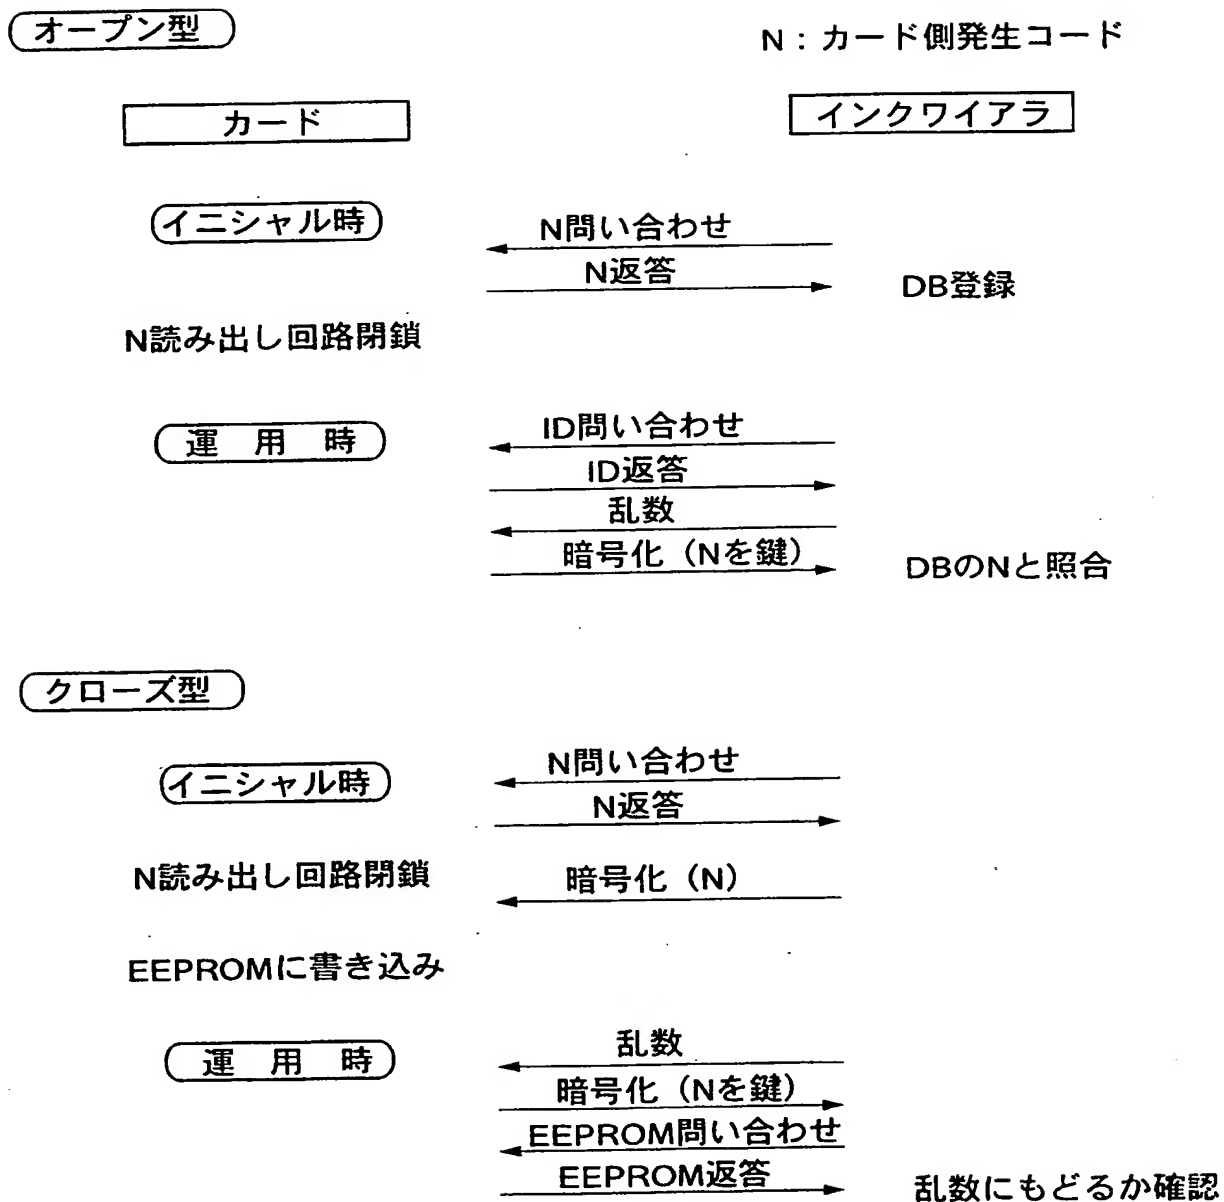 オープン型
N：カード側発生コード
カード
インクワイアラ
イニシャル時
N問い合わせ
N返答
DB登録
N読み出し回路閉鎖
運 用 時
ID問い合わせ
ID返答
乱数
暗号化（Nを鍵）
DBのNと照合
クローズ型
イニシャル時
N問い合わせ
N返答
N読み出し回路閉鎖
暗号化（N）
EEPROMに書き込み
運 用 時
乱数
暗号化（Nを鍵）
EEPROM問い合わせ
EEPROM返答
乱数にもどるか確認